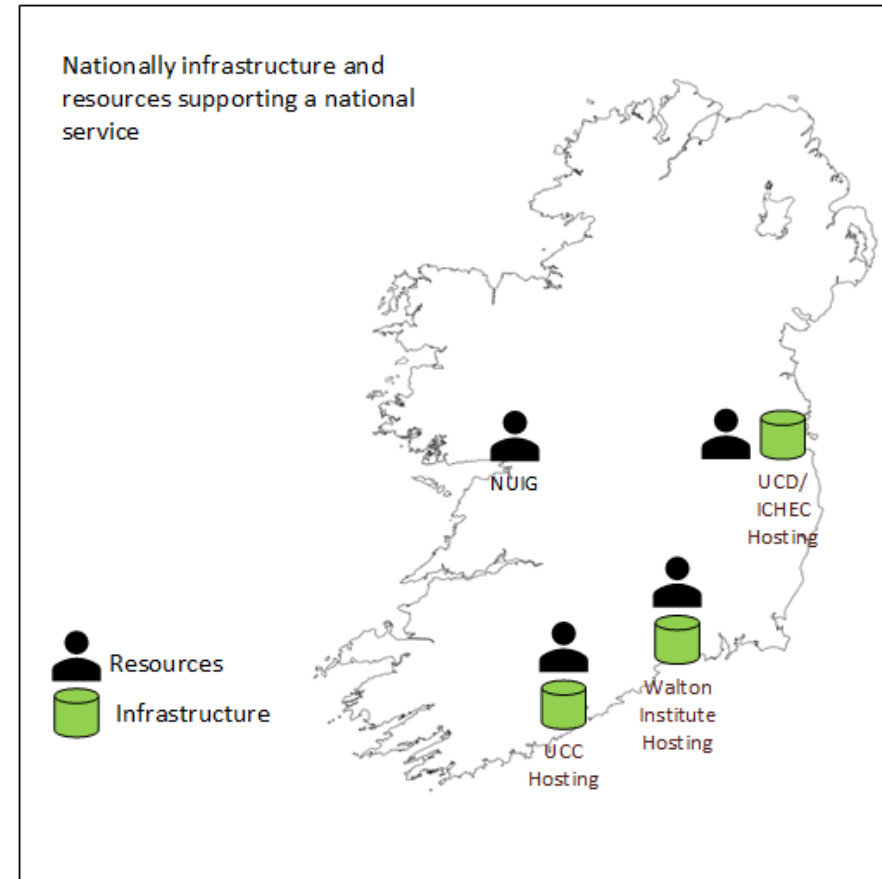 Nationally infrastructure and
resources supporting a national
service
NUIG
UCD/
ICHEC
Hosting
Walton
Institute
Hosting
UCC
Hosting
Resources
Infrastructure